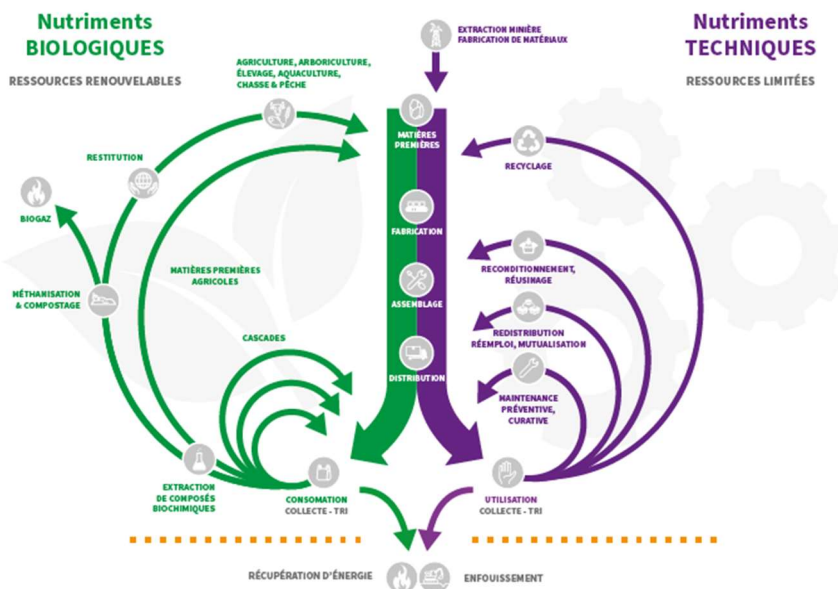 Nutriments
BIOLOGIQUES
RESSOURCES RENOUVELABLES
Nutriments
TECHNIQUES
RESSOURCES LIMITÉES
EXTRACTION MINIÈRE
FABRICATION DE MATÉRIAUX
AGRICULTURE, ARBORICULTURE,
ÉLEVAGE, AQUACULTURE,
CHASSE & PÊCHE
MATIÈRES
PREMIÈRES
RESTITUTION
RECYCLAGE
BIOGAZ
FABRICATION
MATIÈRES PREMIÈRES
AGRICOLES
RECONDITIONNEMENT,
RÉUSINAGE
MÉTHANISATION
& COMPOSTAGE
ASSEMBLAGE
CASCADES
REDISTRIBUTION
RÉEMPLOI, MUTUALISATION
DISTRIBUTION
MAINTENANCE
PRÉVENTIVE,
CURATIVE
EXTRACTION
DE COMPOSÉS
BIOCHIMIQUES
CONSOMATION
COLLECTE - TRI
UTILISATION
COLLECTE - TRI
RÉCUPÉRATION D'ÉNERGIE
ENFOUISSEMENT